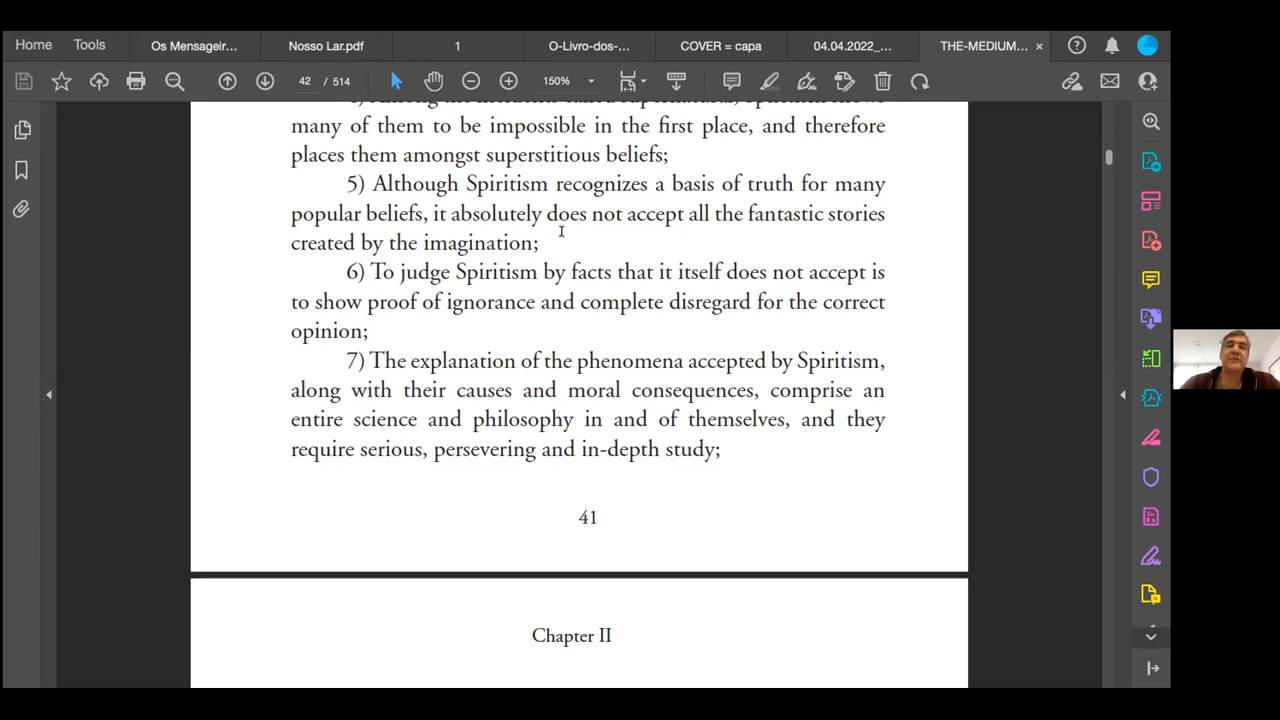 Home Tools Os Mensageir... Nosso Lar.pdf 1 O-Livro-dos-... COVER = capa 04.04.2022_... THE-MEDIUM... ×
42 / 514 150%
many of them to be impossible in the first place, and therefore
places them amongst superstitious beliefs;
5) Although Spiritism recognizes a basis of truth for many
popular beliefs, it absolutely does not accept all the fantastic stories
created by the imagination;
6) To judge Spiritism by facts that it itself does not accept is
to show proof of ignorance and complete disregard for the correct
opinion;
7) The explanation of the phenomena accepted by Spiritism,
along with their causes and moral consequences, comprise an
entire science and philosophy in and of themselves, and they
require serious, persevering and in-depth study;
41
Chapter II